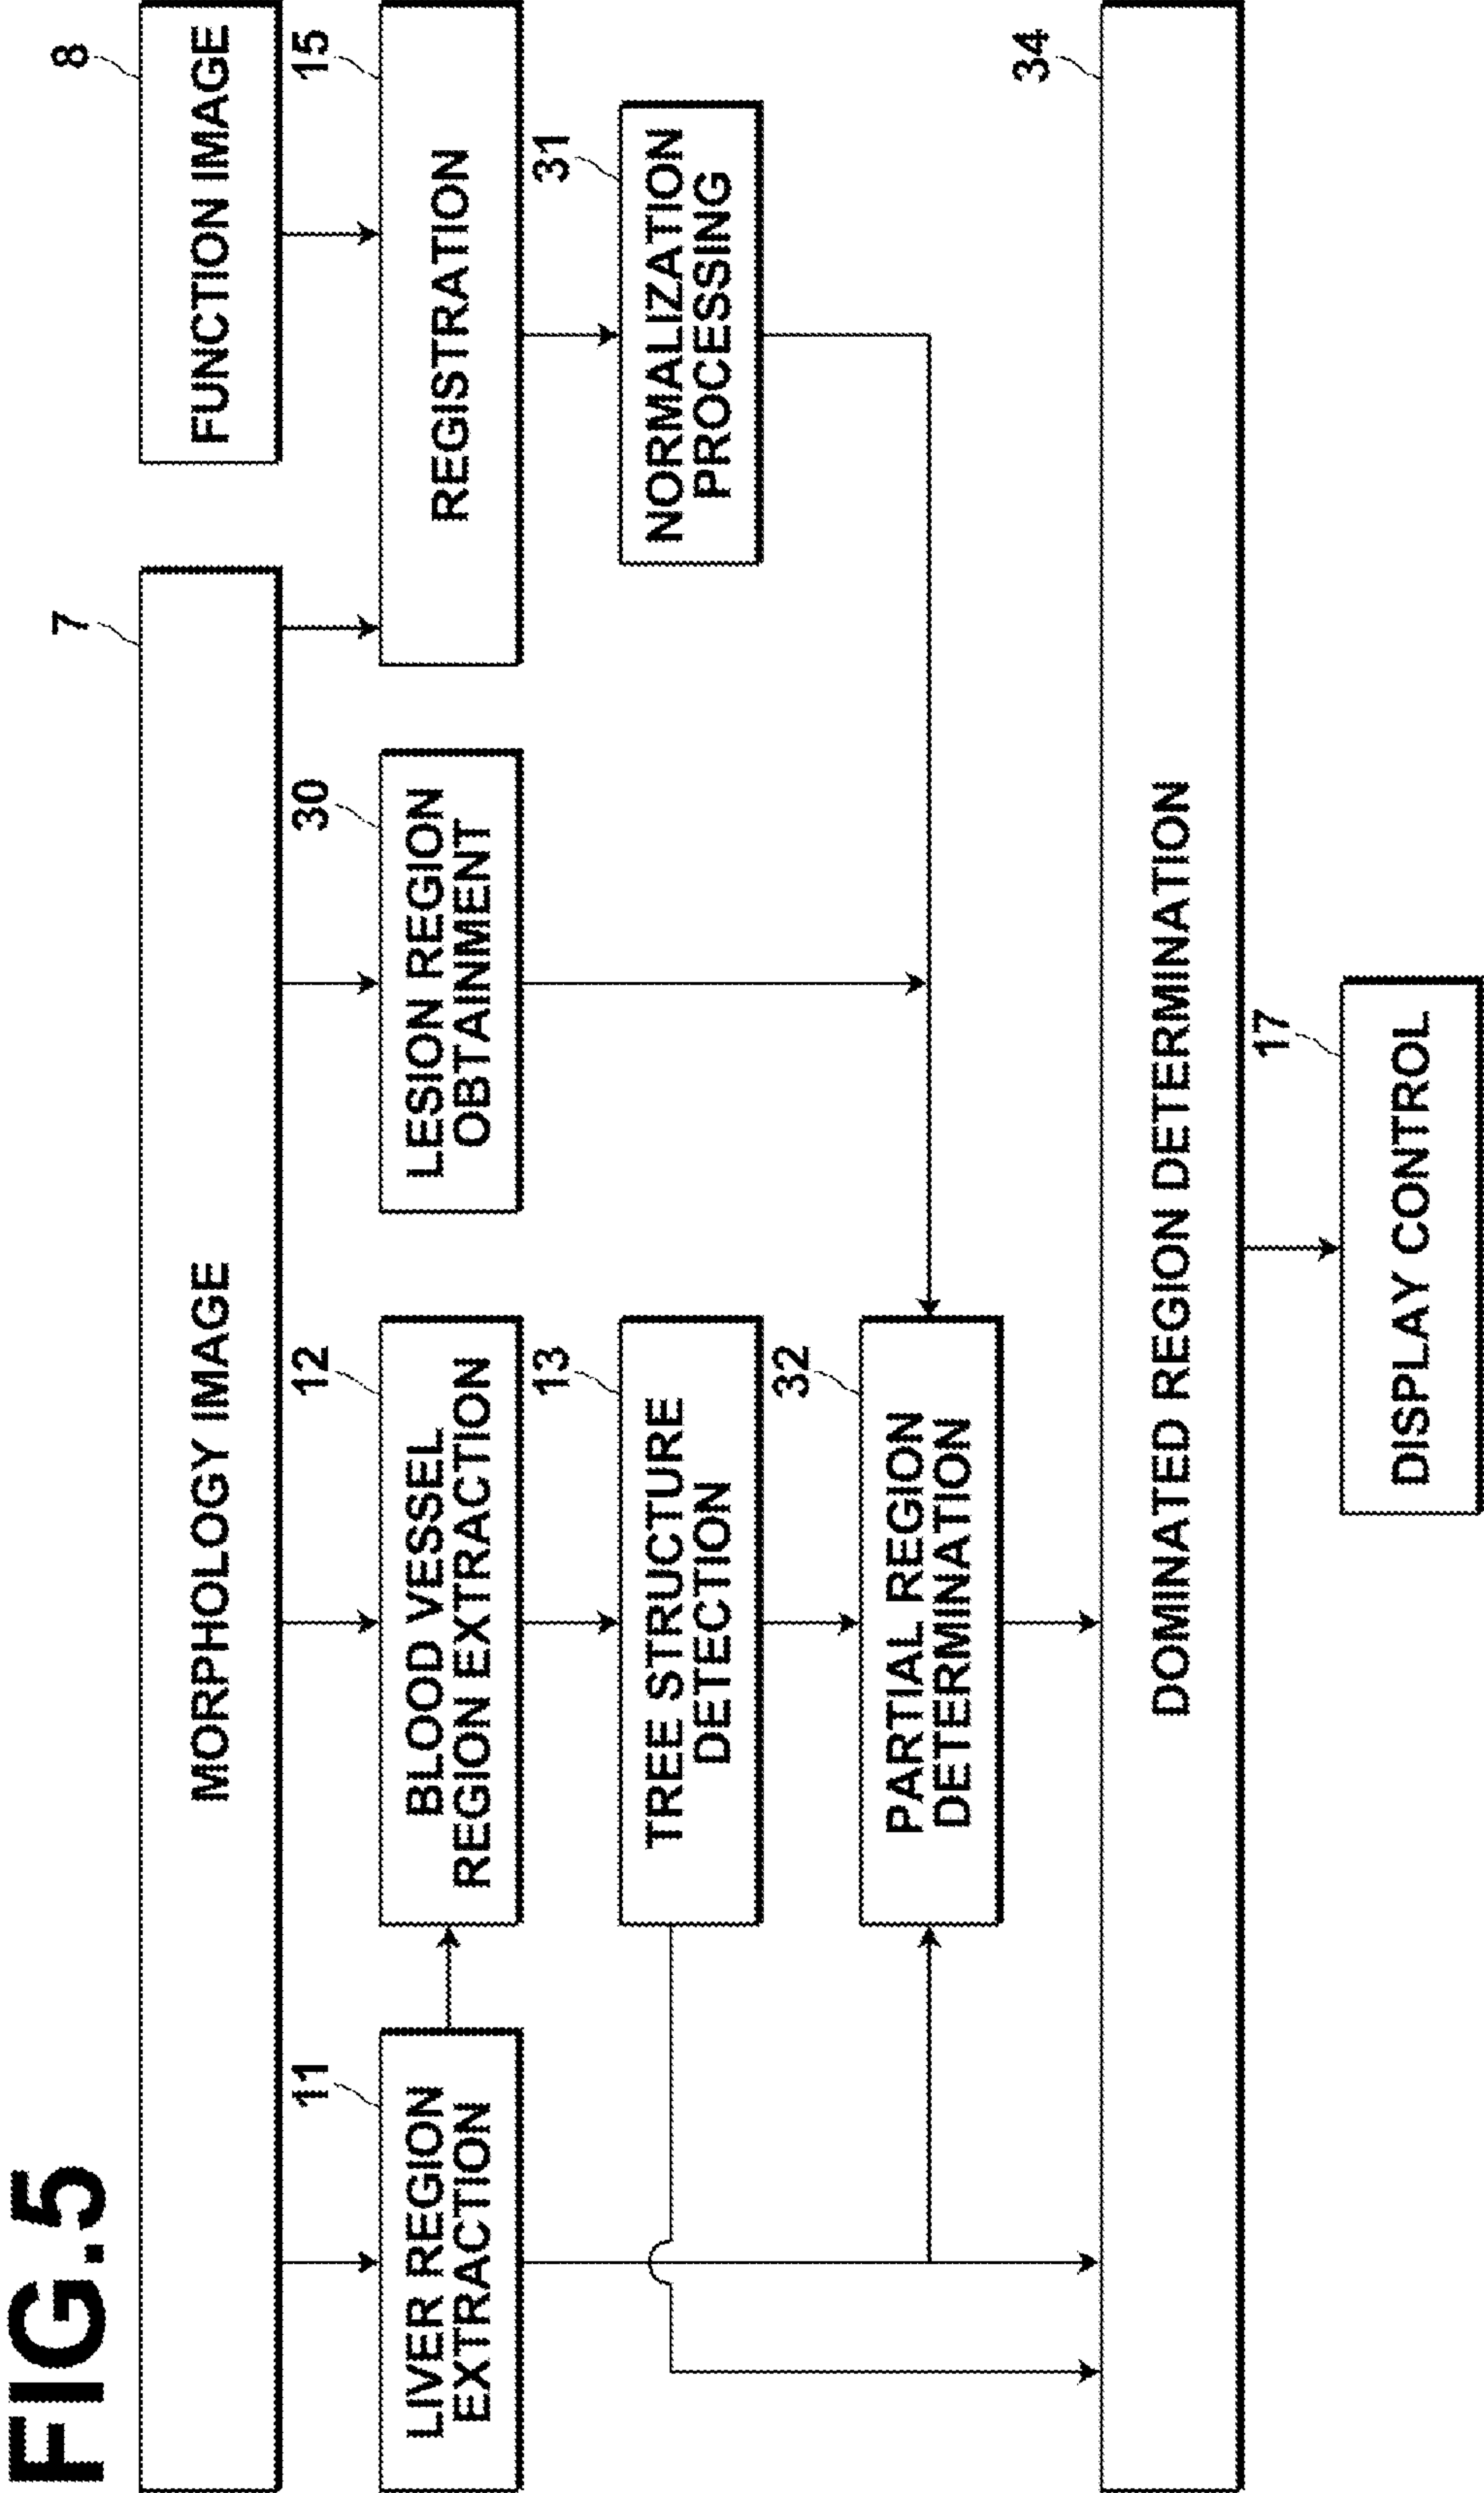 FIG.5
7
MORPHOLOGY IMAGE
8
FUNCTION IMAGE
11
LIVER REGION
EXTRACTION
12
BLOOD VESSEL
REGION EXTRACTION
30
LESION REGION
OBTAINMENT
15
REGISTRATION
13
TREE STRUCTURE
DETECTION
31
NORMALIZATION
PROCESSING
32
PARTIAL REGION
DETERMINATION
34
DOMINATED REGION DETERMINATION
17
DISPLAY CONTROL